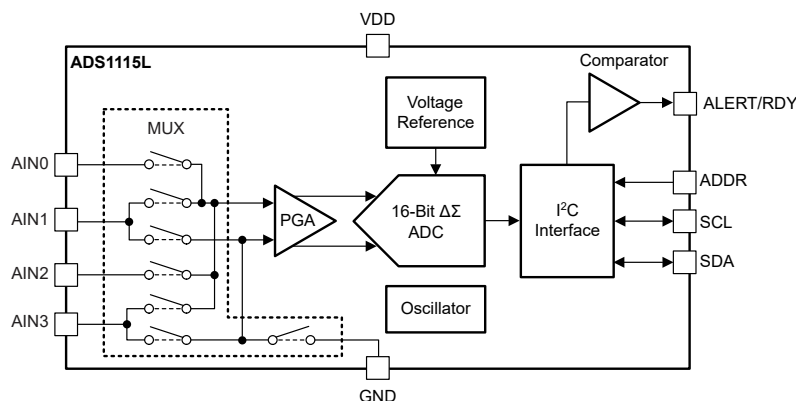 VDD
ADS1115L
Comparator
MUX
Voltage
Reference
ALERT/RDY
AIN0
AIN1
PGA
16-Bit ΔΣ
ADC
I²C
Interface
ADDR
SCL
SDA
AIN2
AIN3
Oscillator
GND